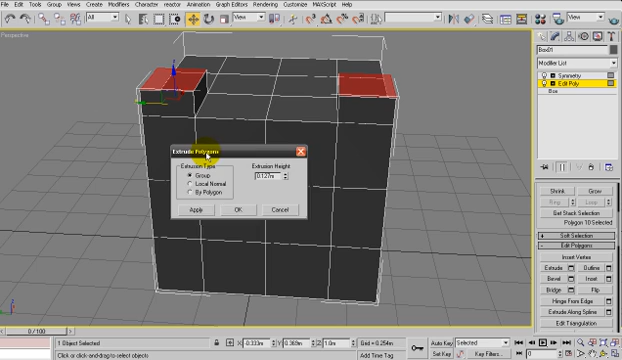 File Edit Tools Group Views Create Modifiers Character reactor Animation Graph Editors Rendering Customize MAXScript Help
All View View
Perspective
Box01
Modifier List
Symmetry
Edit Poly
Box
Extrude Polygons
Extrusion Type
Group
Local Normal
By Polygon
Extrusion Height
0.127m
Apply OK Cancel
Shrink Grow
Ring Loop
Get Stack Selection
Polygon 10 Selected
+ Soft Selection
- Edit Polygons
Insert Vertex
Extrude Outline
Bevel Inset
Bridge Flip
Hinge From Edge
Extrude Along Spline
Edit Triangulation
0 / 100
1 Object Selected X: -0.333m Y: 0.369m Z: 1.0m Grid = 0.254m Auto Key Selected
Click or click-and-drag to select objects Add Time Tag Set Key Key Filters... 0